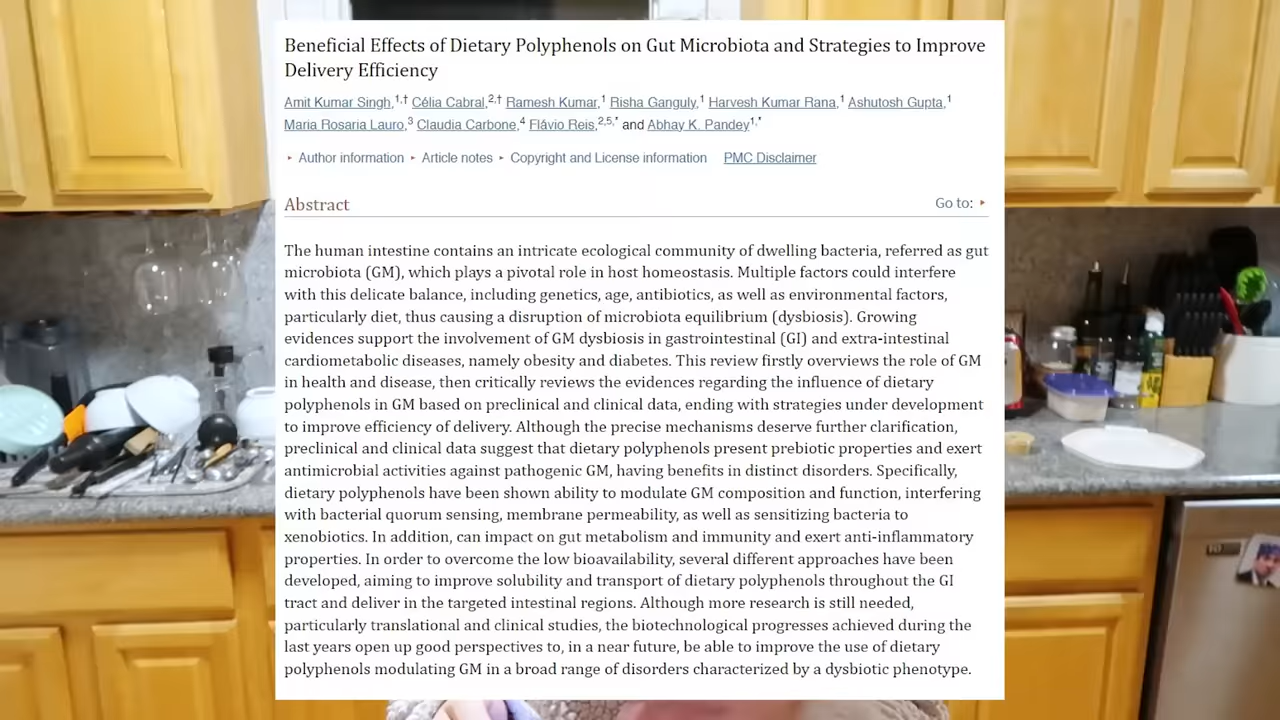 Beneficial Effects of Dietary Polyphenols on Gut Microbiota and Strategies to Improve
Delivery Efficiency
Amit Kumar Singh,1,† Célia Cabral,2,† Ramesh Kumar,1 Risha Ganguly,1 Harvesh Kumar Rana,1 Ashutosh Gupta,1
Maria Rosaria Lauro,3 Claudia Carbone,4 Flávio Reis,2,5,* and Abhay K. Pandey1,*
▸ Author information ▸ Article notes ▸ Copyright and License information PMC Disclaimer
Abstract
Go to: ▸
The human intestine contains an intricate ecological community of dwelling bacteria, referred as gut
microbiota (GM), which plays a pivotal role in host homeostasis. Multiple factors could interfere
with this delicate balance, including genetics, age, antibiotics, as well as environmental factors,
particularly diet, thus causing a disruption of microbiota equilibrium (dysbiosis). Growing
evidences support the involvement of GM dysbiosis in gastrointestinal (GI) and extra-intestinal
cardiometabolic diseases, namely obesity and diabetes. This review firstly overviews the role of GM
in health and disease, then critically reviews the evidences regarding the influence of dietary
polyphenols in GM based on preclinical and clinical data, ending with strategies under development
to improve efficiency of delivery. Although the precise mechanisms deserve further clarification,
preclinical and clinical data suggest that dietary polyphenols present prebiotic properties and exert
antimicrobial activities against pathogenic GM, having benefits in distinct disorders. Specifically,
dietary polyphenols have been shown ability to modulate GM composition and function, interfering
with bacterial quorum sensing, membrane permeability, as well as sensitizing bacteria to
xenobiotics. In addition, can impact on gut metabolism and immunity and exert anti-inflammatory
properties. In order to overcome the low bioavailability, several different approaches have been
developed, aiming to improve solubility and transport of dietary polyphenols throughout the GI
tract and deliver in the targeted intestinal regions. Although more research is still needed,
particularly translational and clinical studies, the biotechnological progresses achieved during the
last years open up good perspectives to, in a near future, be able to improve the use of dietary
polyphenols modulating GM in a broad range of disorders characterized by a dysbiotic phenotype.